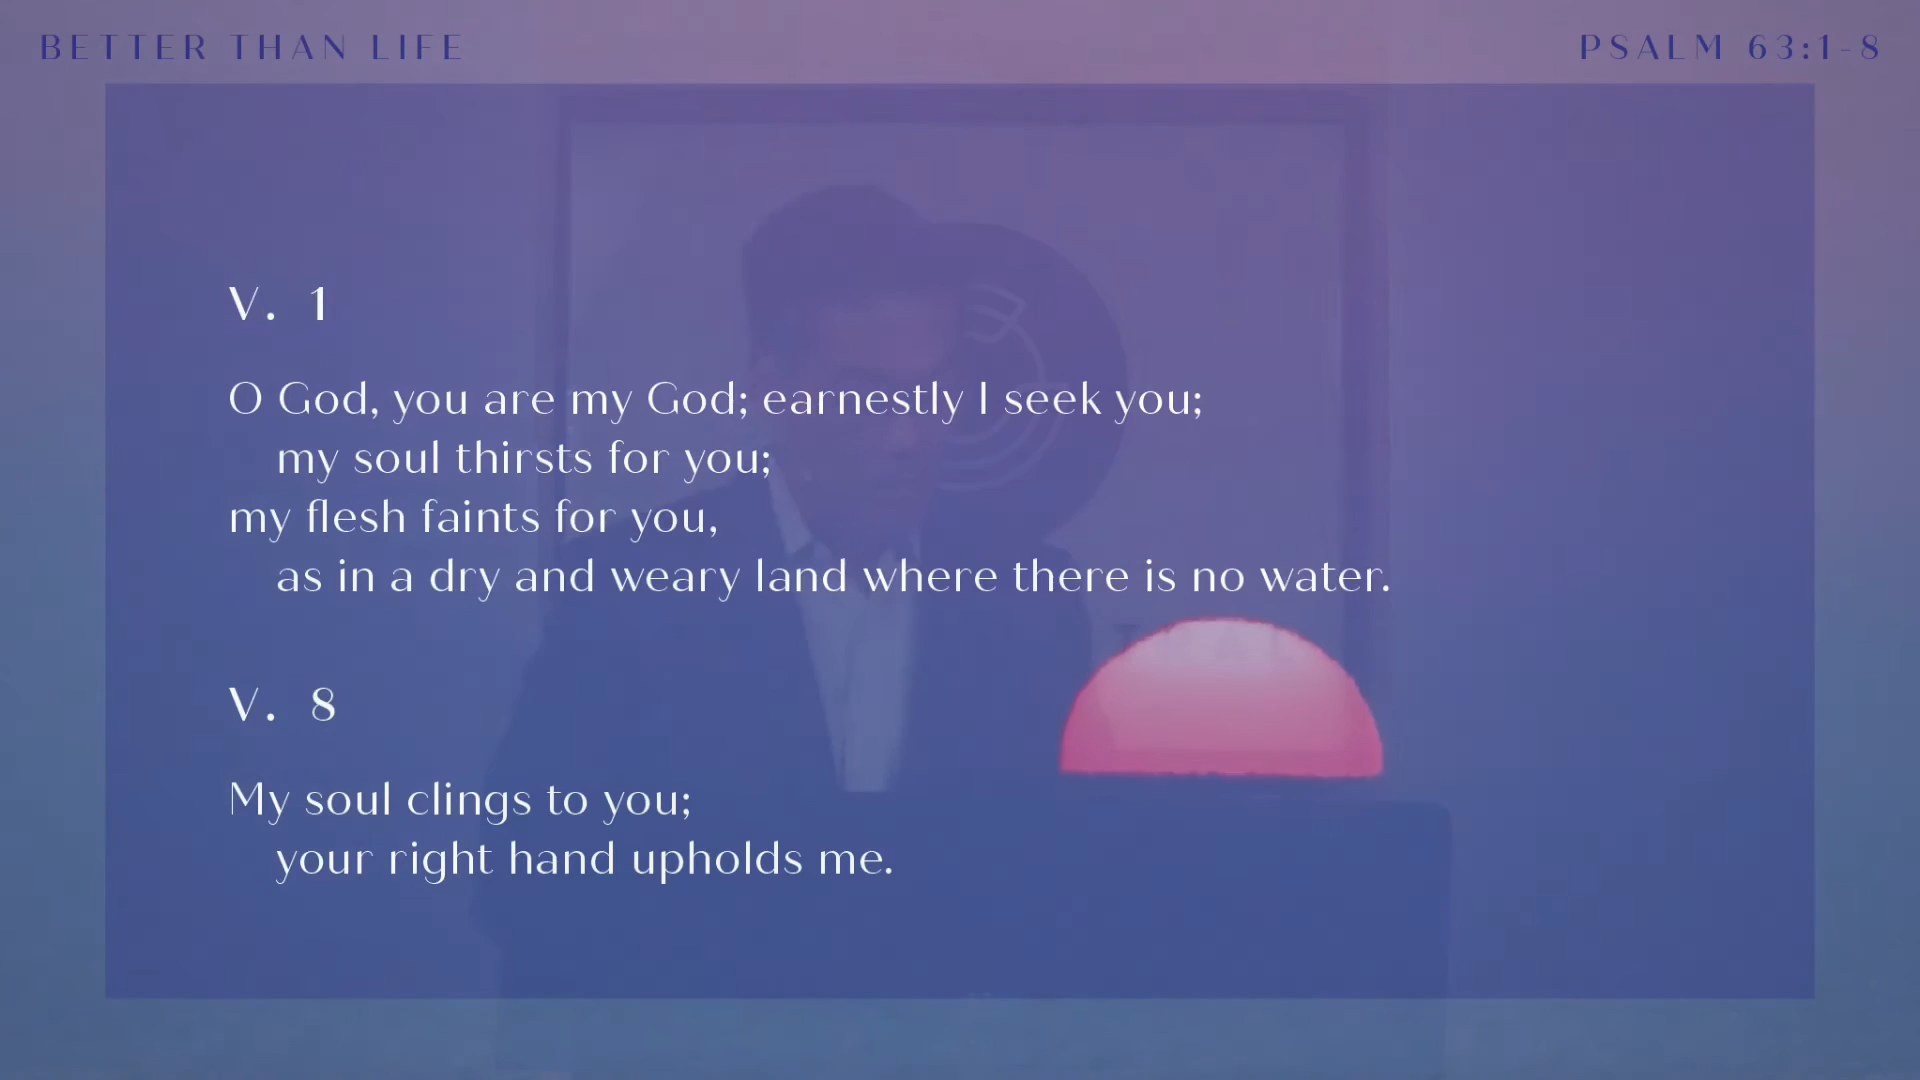 BETTER THAN LIFE
PSALM 63:1-8
V. 1
O God, you are my God; earnestly I seek you;
my soul thirsts for you;
my flesh faints for you,
as in a dry and weary land where there is no water.
V. 8
My soul clings to you;
your right hand upholds me.